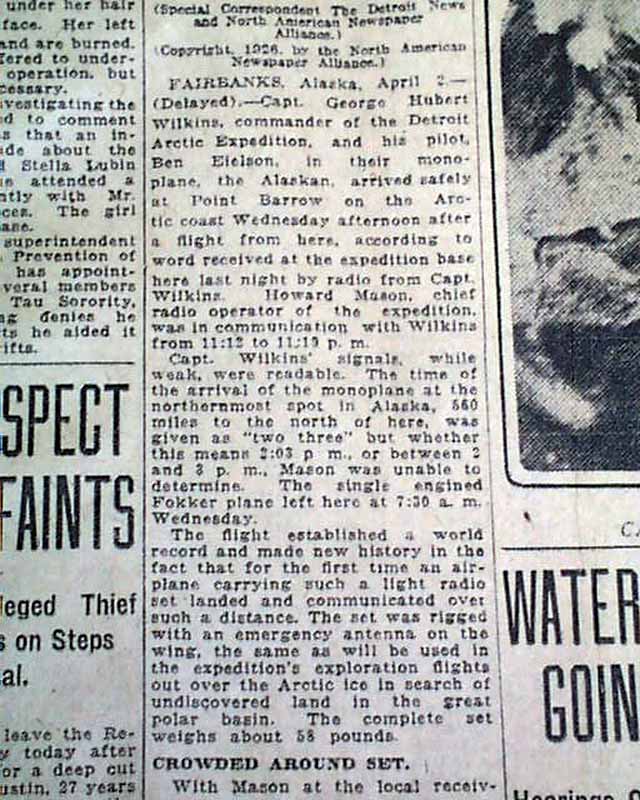 under her hair
face. Her left
and are burned.
fered to under-
operation, but
cessary.
vestigating the
d to comment
s that an in-
de about the
d Stella Lubin
e attended a
ntly with Mr.
ces. The girl
ase.
superintendent
Prevention of
has appoint-
veral members
Tau Sorority,
ng denies he
ts he aided it
rifts.
SPECT
FAINTS
leged Thief
s on Steps
al.
leave the Re-
y today after
or a deep cut
ustin, 27 years
(Special Correspondent The Detroit News
and North American Newspaper
Alliance.)
(Copyright, 1926, by the North American
Newspaper Alliance.)
FAIRBANKS, Alaska, April 2.—
(Delayed).—Capt. George Hubert
Wilkins, commander of the Detroit
Arctic Expedition, and his pilot,
Ben Eielson, in their mono-
plane, the Alaskan, arrived safely
at Point Barrow on the Arc-
tic coast Wednesday afternoon after
a flight from here, according to
word received at the expedition base
here last night by radio from Capt.
Wilkins. Howard Mason, chief
radio operator of the expedition,
was in communication with Wilkins
from 11:12 to 11:19 p. m.
Capt. Wilkins' signals, while
weak, were readable. The time of
the arrival of the monoplane at the
northernmost spot in Alaska, 560
miles to the north of here, was
given as "two three" but whether
this means 2:03 p m., or between 2
and 3 p. m., Mason was unable to
determine. The single engined
Fokker plane left here at 7:30 a. m.
Wednesday.
The flight established a world
record and made new history in the
fact that for the first time an air-
plane carrying such a light radio
set landed and communicated over
such a distance. The set was rigged
with an emergency antenna on the
wing, the same as will be used in
the expedition's exploration flights
out over the Arctic ice in search of
undiscovered land in the great
polar basin. The complete set
weighs about 58 pounds.
CROWDED AROUND SET.
With Mason at the local receiv-
WATER
GOIN
Hearings